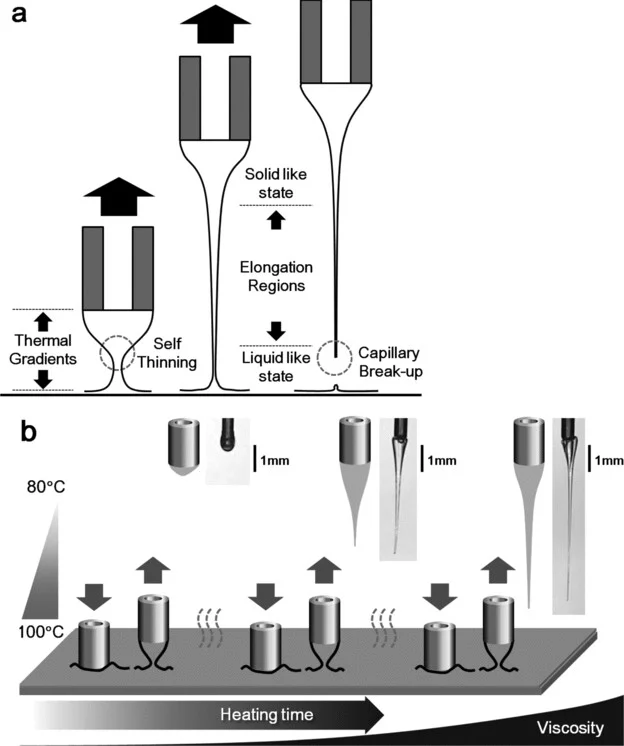 a
Solid like
state
Elongation
Regions
Thermal
Gradients
Self
Thinning
Liquid like
state
Capillary
Break-up
b
1mm
1mm
1mm
80°C
100°C
Heating time
Viscosity